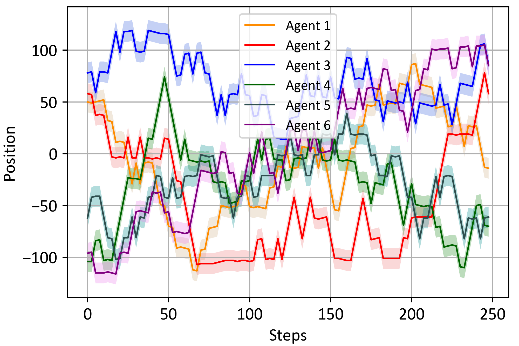 Agent 1
Agent 2
Agent 3
Agent 4
Agent 5
Agent 6
100
50
0
−50
−100
Position
0
50
100
150
200
250
Steps